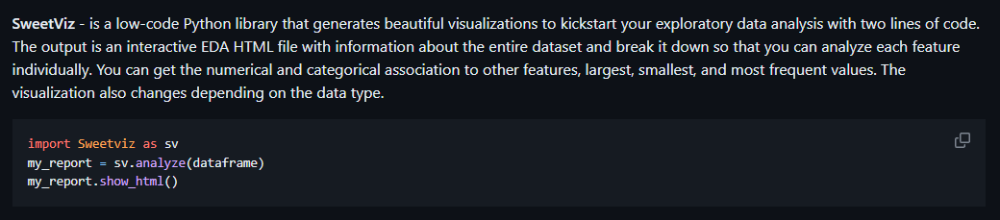 SweetViz - is a low-code Python library that generates beautiful visualizations to kickstart your exploratory data analysis with two lines of code.
The output is an interactive EDA HTML file with information about the entire dataset and break it down so that you can analyze each feature
individually. You can get the numerical and categorical association to other features, largest, smallest, and most frequent values. The
visualization also changes depending on the data type.
import Sweetviz as sv
my_report = sv.analyze(dataframe)
my_report.show_html()